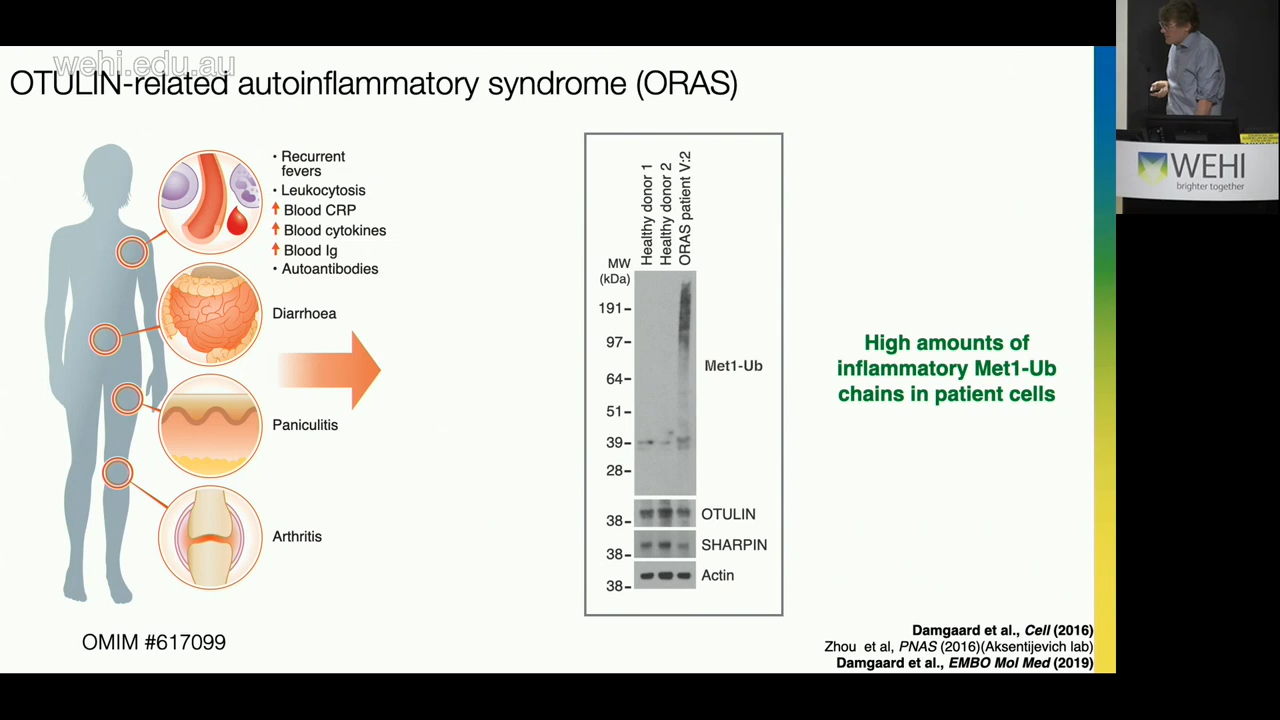 wehi.edu.au
OTULIN-related autoinflammatory syndrome (ORAS)
• Recurrent
fevers
• Leukocytosis
Blood CRP
Blood cytokines
Blood Ig
• Autoantibodies
Diarrhoea
Paniculitis
Arthritis
OMIM #617099
Healthy donor 1
Healthy donor 2
ORAS patient V:2
MW
(kDa)
191-
97-
64-
51-
39-
28-
Met1-Ub
38-
OTULIN
38-
SHARPIN
38-
Actin
High amounts of
inflammatory Met1-Ub
chains in patient cells
Damgaard et al., Cell (2016)
Zhou et al, PNAS (2016)(Aksentijevich lab)
Damgaard et al., EMBO Mol Med (2019)
WEHI
brighter together